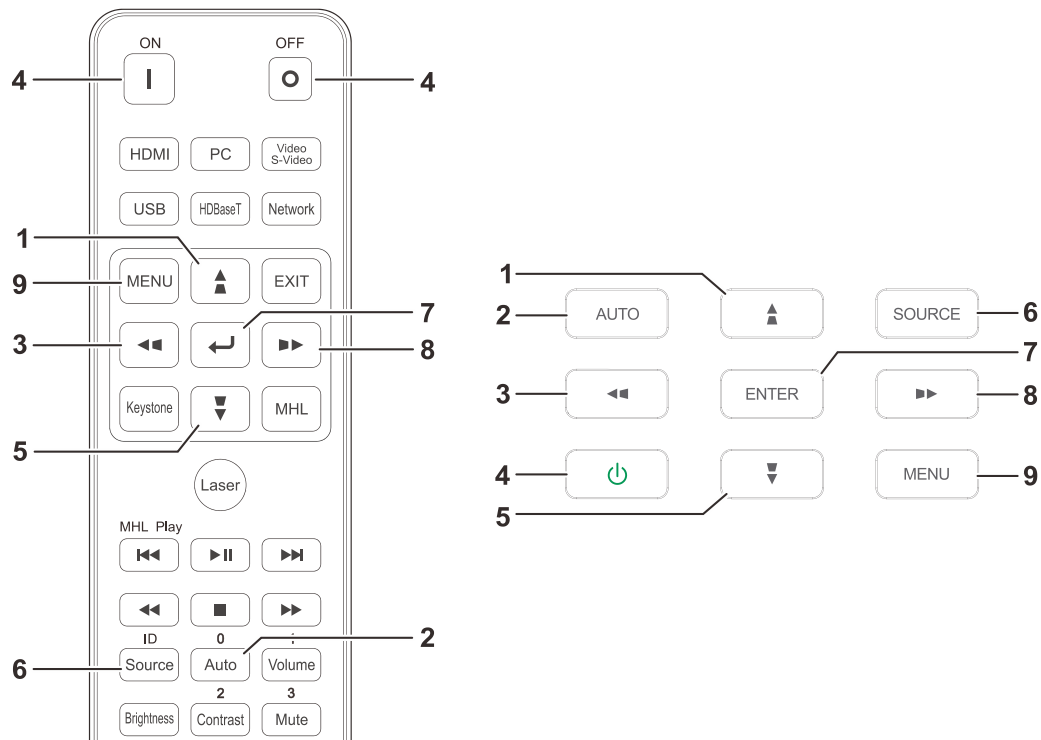 ON OFF
4 4
HDMI PC Video
S-Video
USB HDBaseT Network
1
9 MENU EXIT
7
3 8
Keystone MHL
5
Laser
MHL Play
ID 0
2
6 Source Auto Volume
2 3
Brightness Contrast Mute
1
2 AUTO SOURCE 6
7
3 ENTER 8
4 MENU 9
5